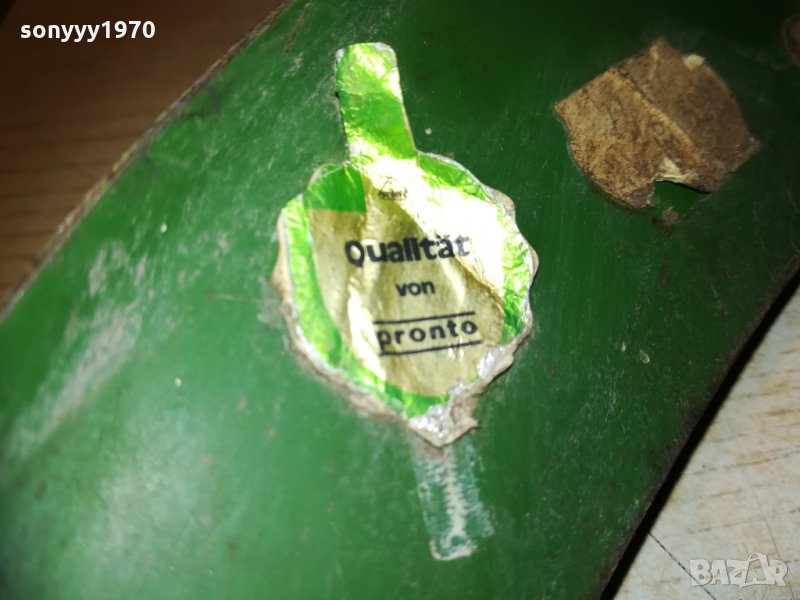 sonyyy1970
Qualität
von
pronto
BAZAR